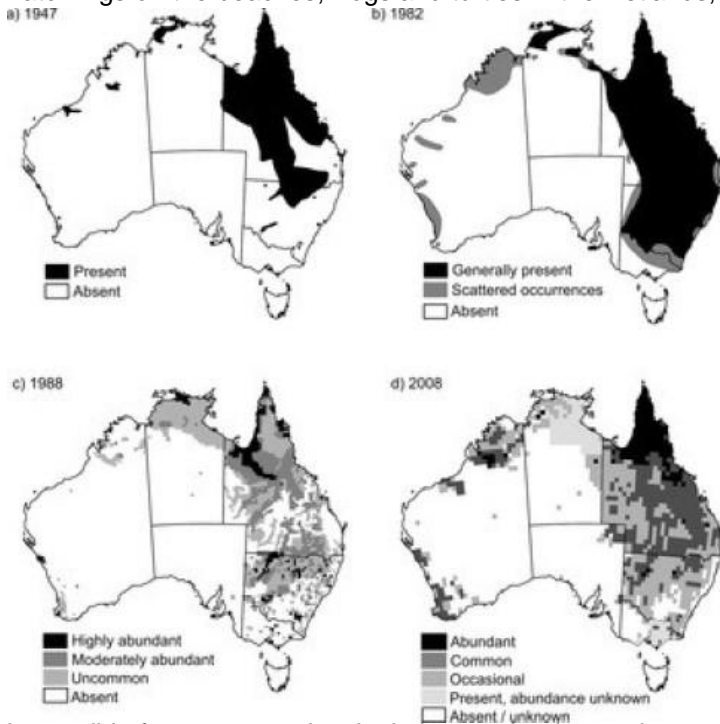 a) 1947
Present
Absent
b) 1982
Generally present
Scattered occurrences
Absent
c) 1988
Highly abundant
Moderately abundant
Uncommon
Absent
d) 2008
Abundant
Common
Occasional
Present, abundance unknown
Absent / unknown